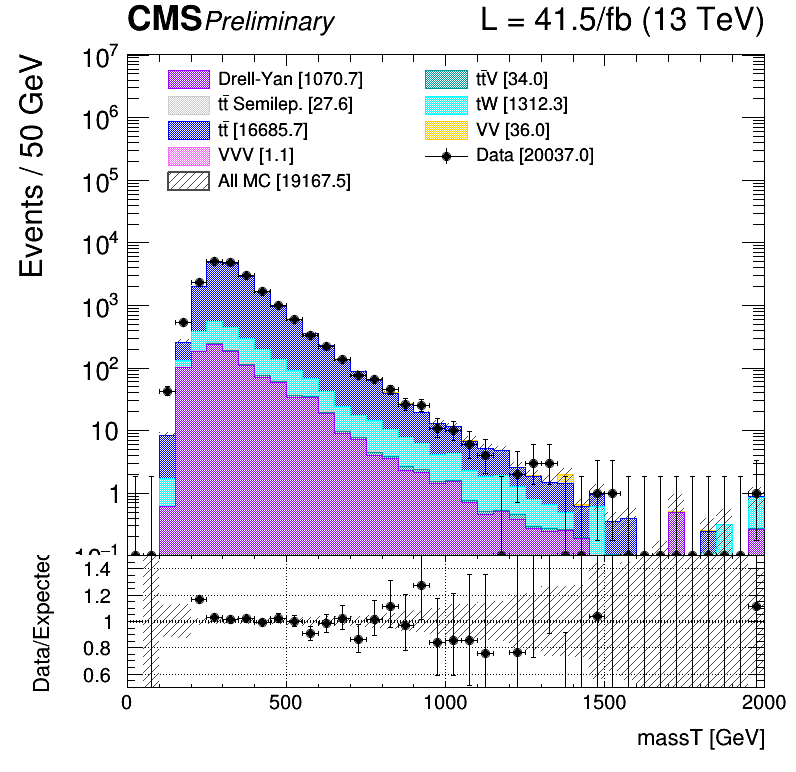 CMS Preliminary L = 41.5/fb (13 TeV)
Events / 50 GeV
10⁷
10⁶
10⁵
10⁴
10³
10²
10
1
10⁻¹
Drell-Yan [1070.7]
tt̄ Semilep. [27.6]
tt̄ [16685.7]
VVV [1.1]
All MC [19167.5]
tt̄V [34.0]
tW [1312.3]
VV [36.0]
Data [20037.0]
Data/Expected
1.4
1.2
1
0.8
0.6
0 500 1000 1500 2000
massT [GeV]